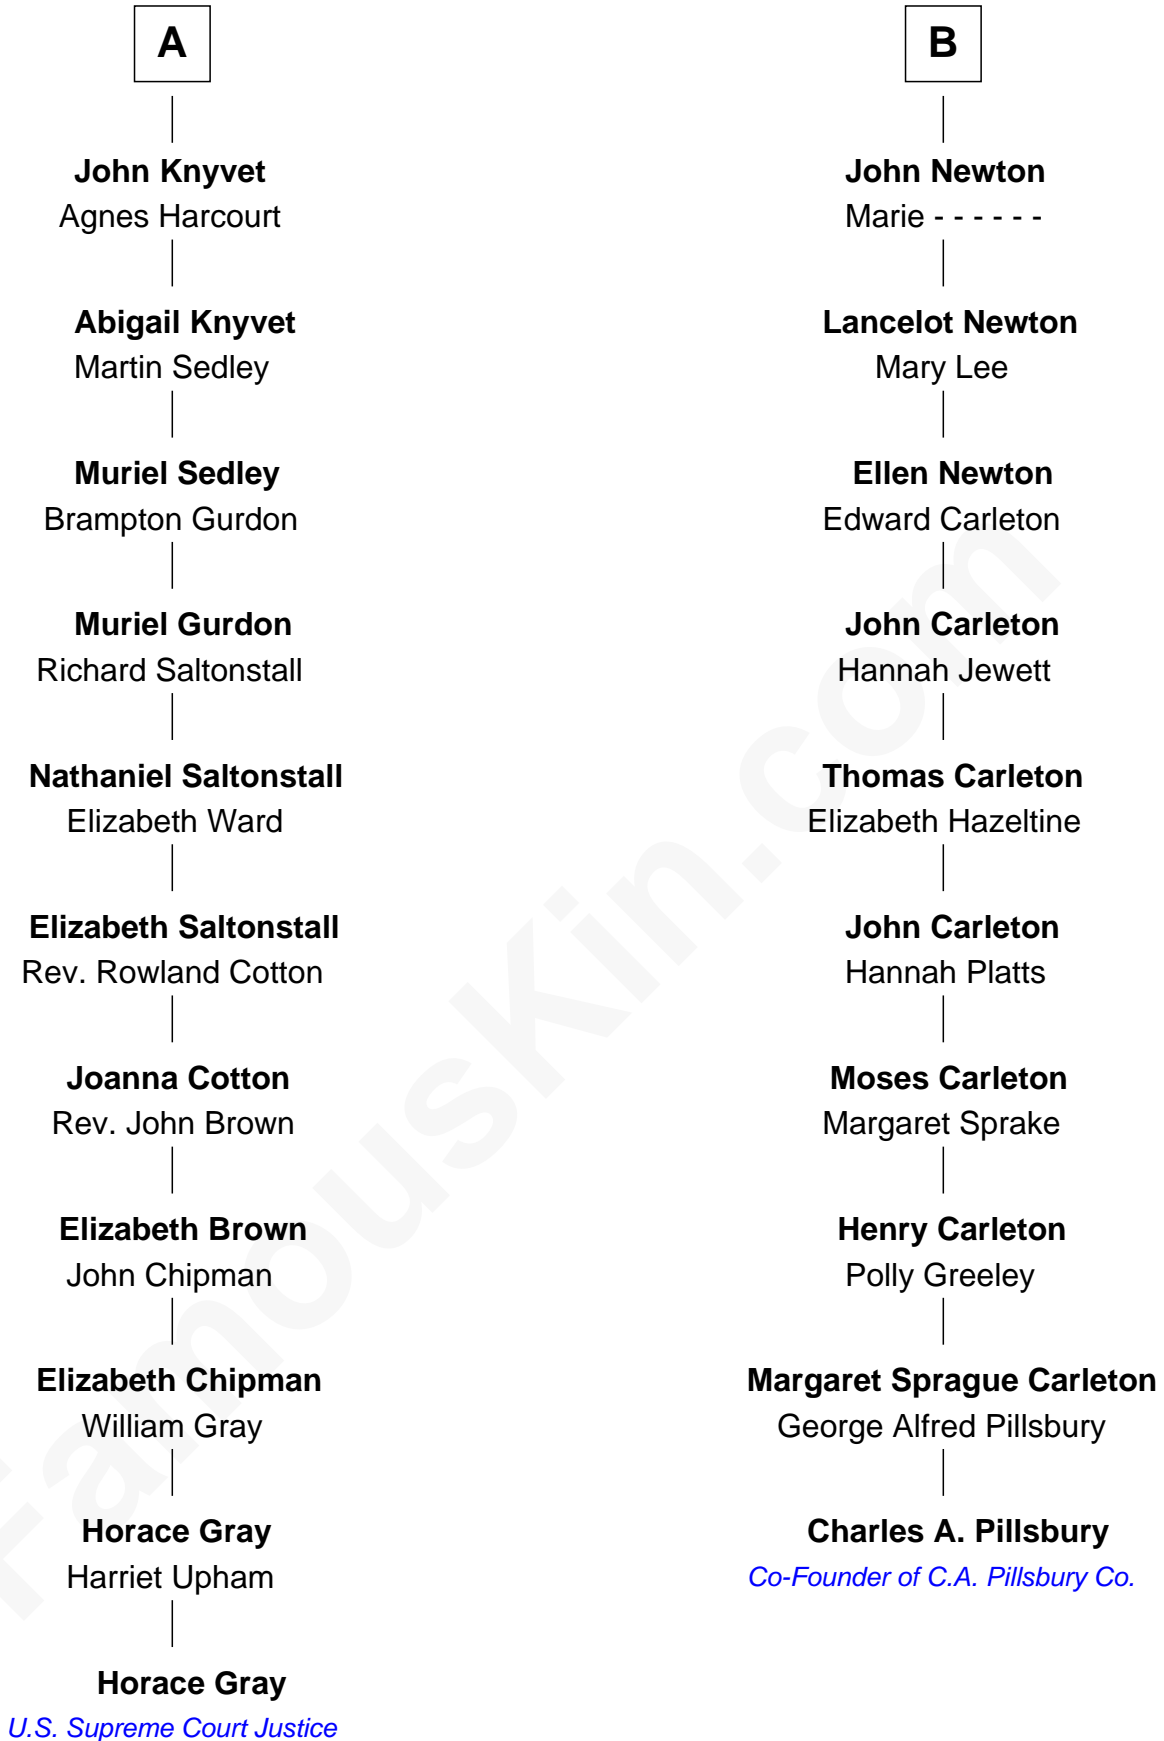 A
John Knyvet
Agnes Harcourt
Abigail Knyvet
Martin Sedley
Muriel Sedley
Brampton Gurdon
Muriel Gurdon
Richard Saltonstall
Nathaniel Saltonstall
Elizabeth Ward
Elizabeth Saltonstall
Rev. Rowland Cotton
Joanna Cotton
Rev. John Brown
Elizabeth Brown
John Chipman
Elizabeth Chipman
William Gray
Horace Gray
Harriet Upham
Horace Gray
U.S. Supreme Court Justice
B
John Newton
Marie - - - - - -
Lancelot Newton
Mary Lee
Ellen Newton
Edward Carleton
John Carleton
Hannah Jewett
Thomas Carleton
Elizabeth Hazeltine
John Carleton
Hannah Platts
Moses Carleton
Margaret Sprake
Henry Carleton
Polly Greeley
Margaret Sprague Carleton
George Alfred Pillsbury
Charles A. Pillsbury
Co-Founder of C.A. Pillsbury Co.
FamousKin.com